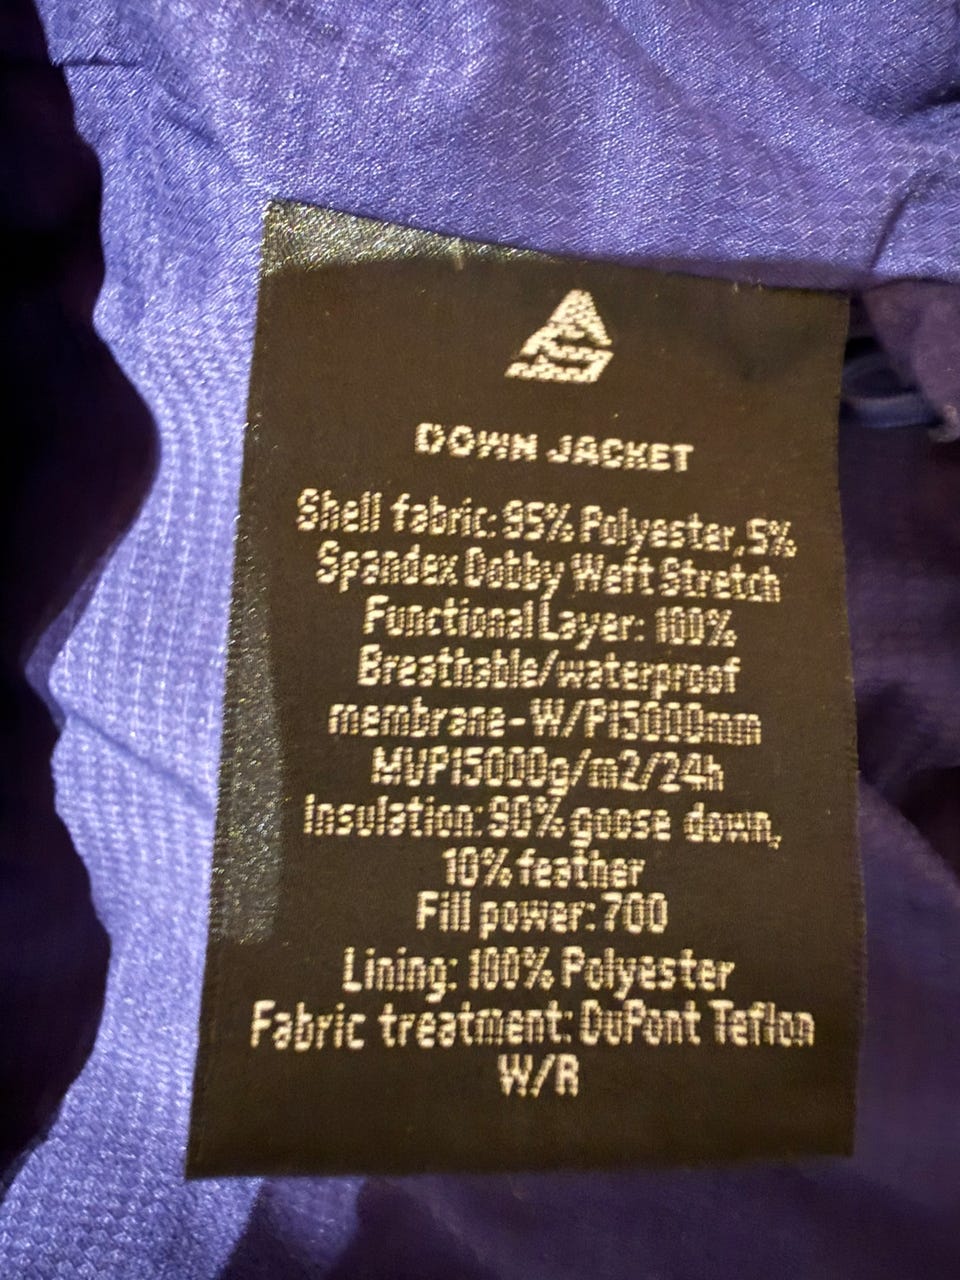 DOWN JACKET
Shell fabric: 95% Polyester, 5%
Spandex Dobby Weft Stretch
Functional Layer: 100%
Breathable/waterproof
membrane-W/P15000mm
MVP15000g/m2/24h
Insulation: 90% goose down,
10% feather
Fill power: 700
Lining: 100% Polyester
Fabric treatment: DuPont Teflon
W/R